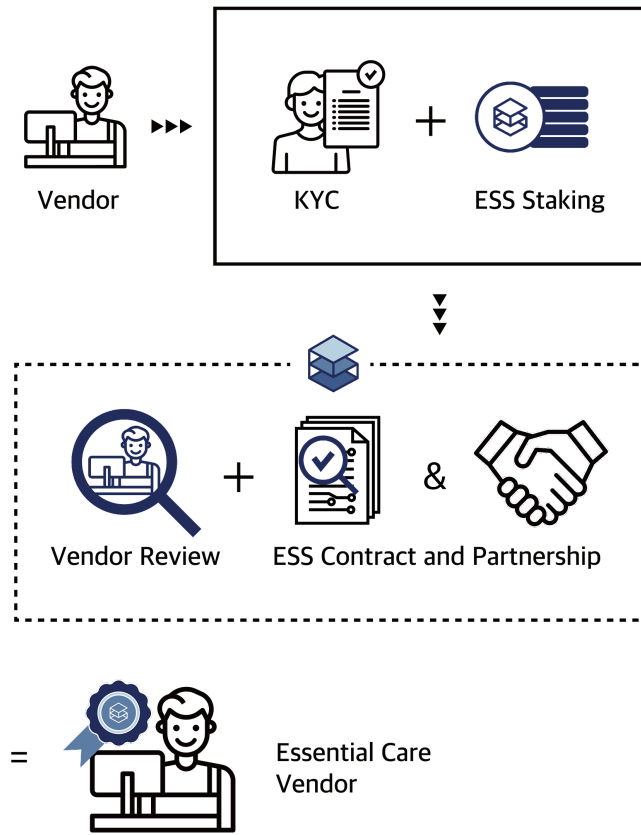 Vendor
KYC
+
ESS Staking
Vendor Review
+
ESS Contract and Partnership
&
=
Essential Care
Vendor